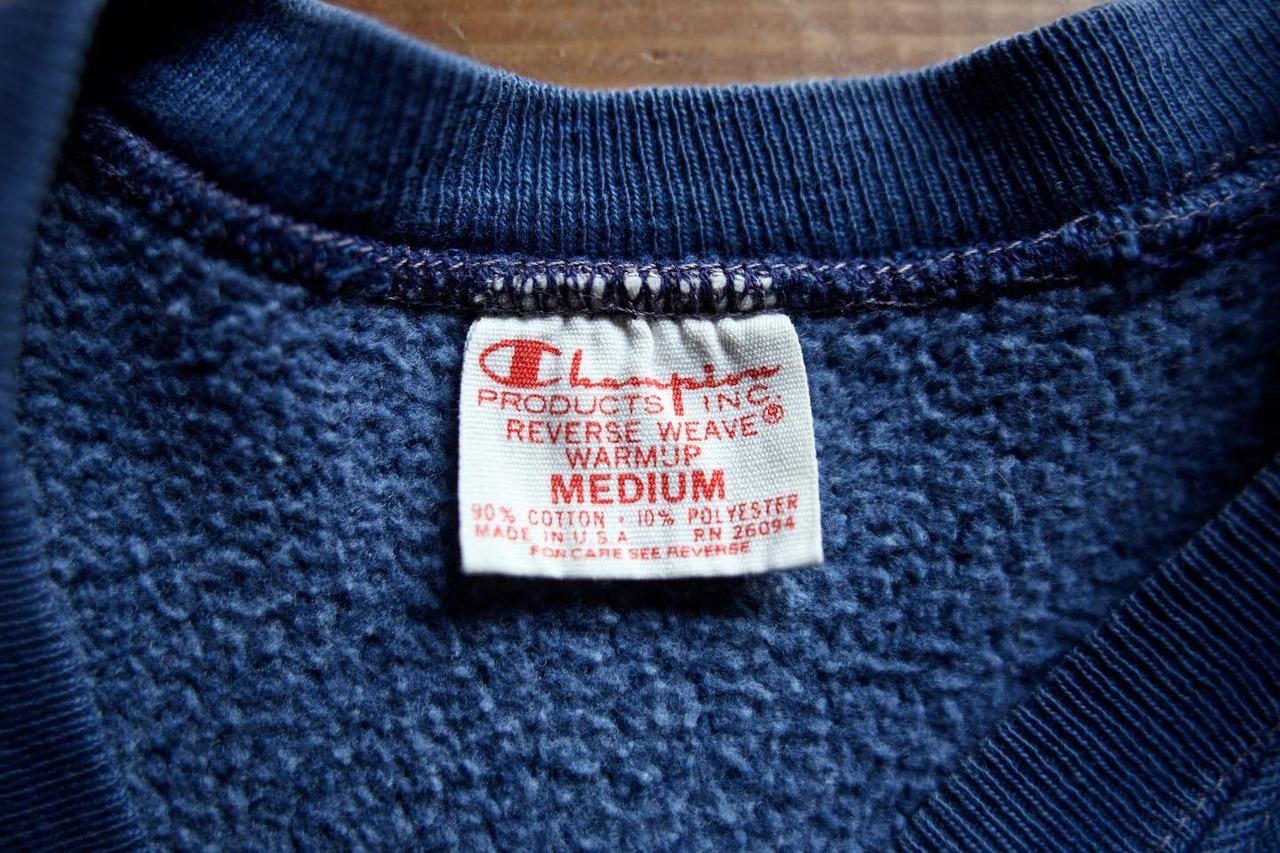 Champion
PRODUCTS INC
REVERSE WEAVE®
WARMUP
MEDIUM
90% COTTON • 10% POLYESTER
MADE IN U.S.A. RN 26094
FOR CARE SEE REVERSE